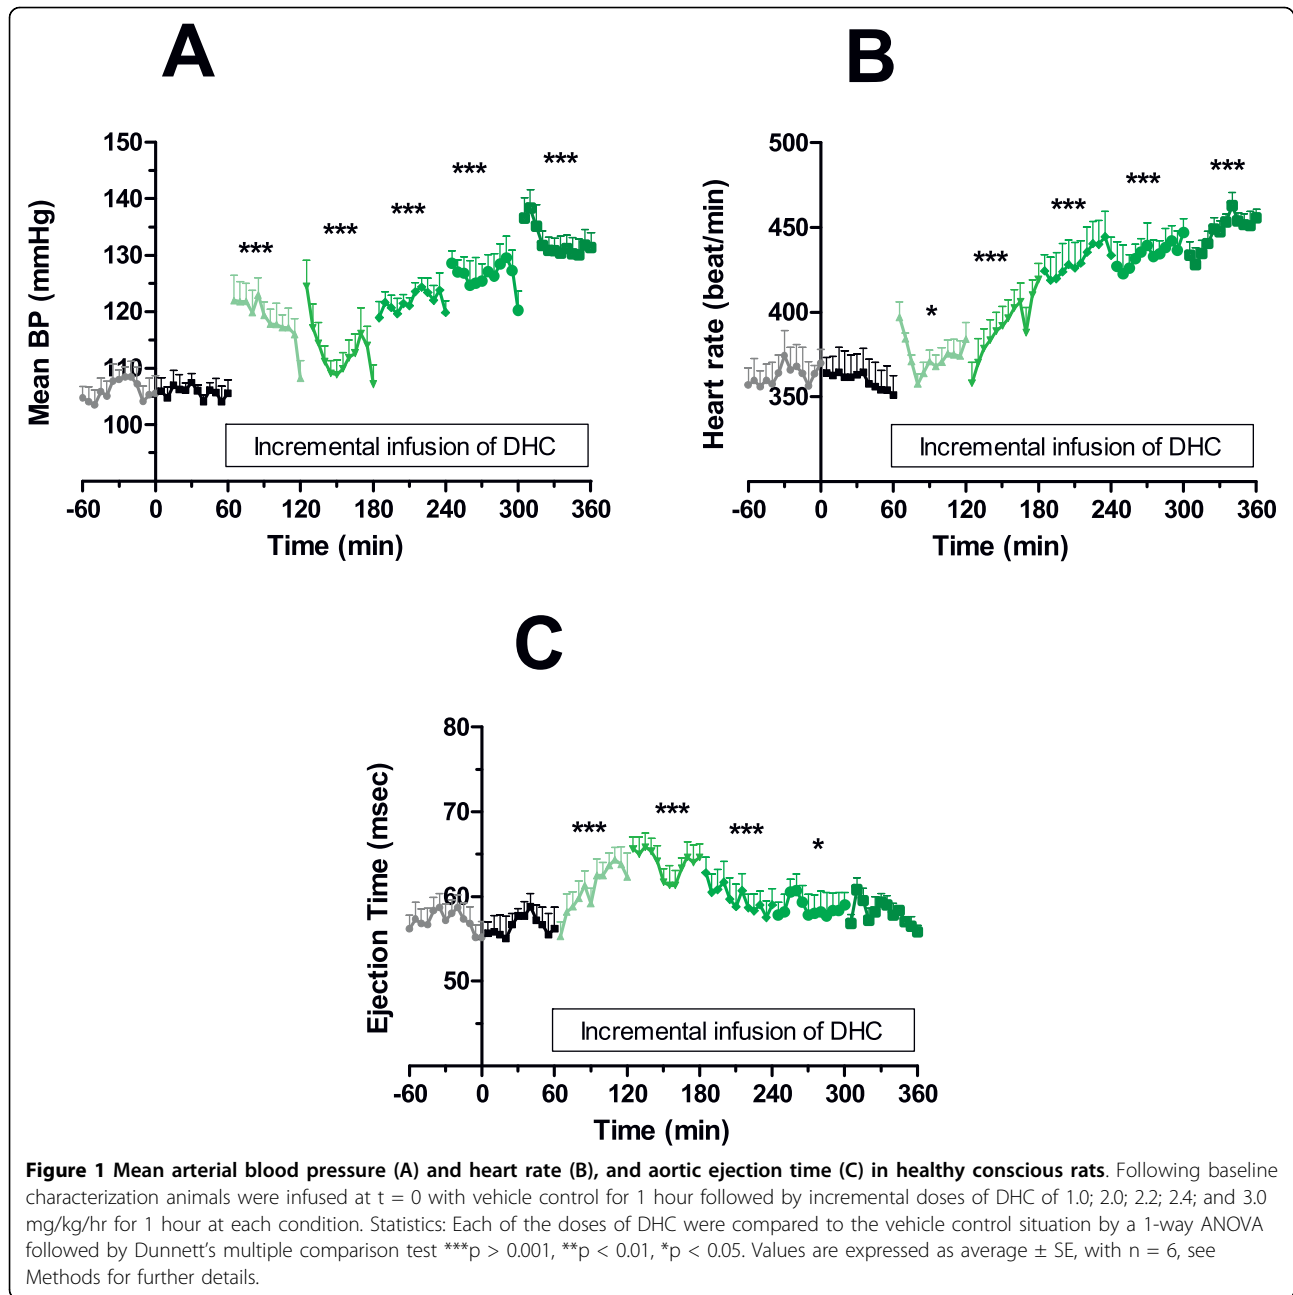 A
B
150
140
130
120
110
100
Mean BP (mmHg)
*** *** *** *** ***
Incremental infusion of DHC
-60 0 60 120 180 240 300 360
Time (min)
500
450
400
350
Heart rate (beat/min)
* *** *** *** ***
Incremental infusion of DHC
-60 0 60 120 180 240 300 360
Time (min)
C
80
70
60
50
Ejection Time (msec)
*** *** *** *
Incremental infusion of DHC
-60 0 60 120 180 240 300 360
Time (min)
Figure 1 Mean arterial blood pressure (A) and heart rate (B), and aortic ejection time (C) in healthy conscious rats. Following baseline
characterization animals were infused at t = 0 with vehicle control for 1 hour followed by incremental doses of DHC of 1.0; 2.0; 2.2; 2.4; and 3.0
mg/kg/hr for 1 hour at each condition. Statistics: Each of the doses of DHC were compared to the vehicle control situation by a 1-way ANOVA
followed by Dunnett's multiple comparison test ***p > 0.001, **p < 0.01, *p < 0.05. Values are expressed as average ± SE, with n = 6, see
Methods for further details.